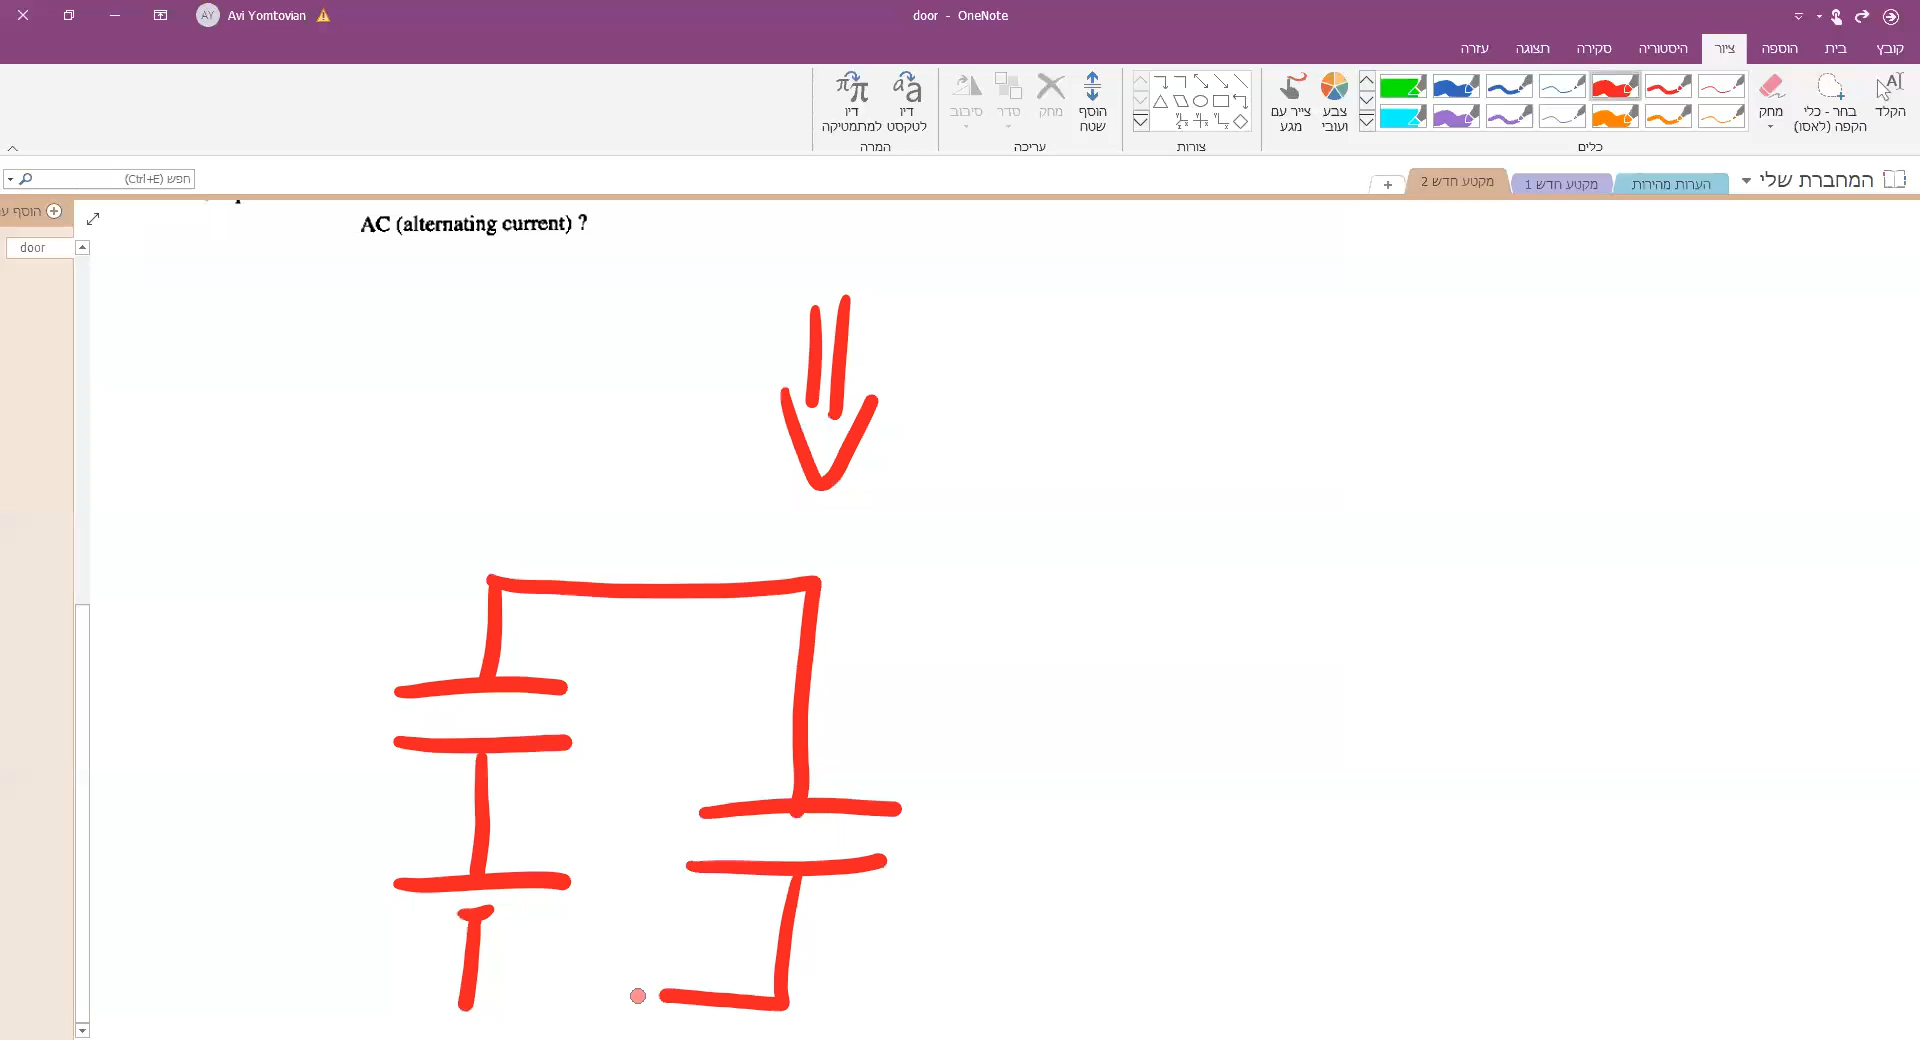 Avi Yomtovian
AY
door - OneNote
קובץ
בית
הוספה
ציור
היסטוריה
סקירה
תצוגה
עזרה
הקלד
בחר - כלי
הקפה (לאסו)
מחק
כלים
צבע
ועובי
צייר עם
מגע
צורות
הוסף
שטח
מחק
סדר
סיבוב
עריכה
דיו
לטקסט
דיו
למתמטיקה
המרה
המחברת שלי
הערות מהירות
מקטע חדש 1
מקטע חדש 2
חפש (Ctrl+E)
הוסף
door
AC (alternating current) ?